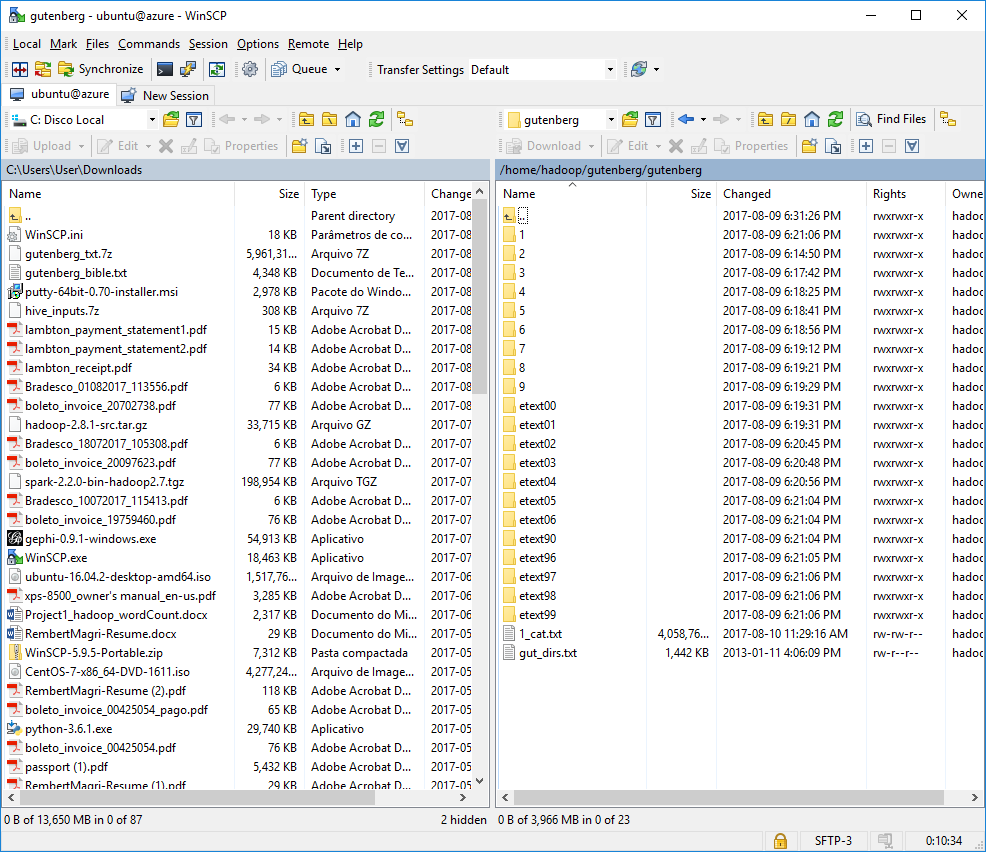 gutenberg - ubuntu@azure - WinSCP
Local Mark Files Commands Session Options Remote Help
Synchronize Queue Transfer Settings Default
ubuntu@azure New Session
C: Disco Local gutenberg Find Files
Upload Edit Properties Download Edit Properties
C:\Users\User\Downloads
Name Size Type Change
.. Parent directory 2017-08
WinSCP.ini 18 KB Parâmetros de co... 2017-08
gutenberg_txt.7z 5,961,31... Arquivo 7Z 2017-08
gutenberg_bible.txt 4,348 KB Documento de Te... 2017-08
putty-64bit-0.70-installer.msi 2,978 KB Pacote do Windo... 2017-08
hive_inputs.7z 308 KB Arquivo 7Z 2017-08
lambton_payment_statement1.pdf 15 KB Adobe Acrobat D... 2017-08
lambton_payment_statement2.pdf 14 KB Adobe Acrobat D... 2017-08
lambton_receipt.pdf 34 KB Adobe Acrobat D... 2017-08
Bradesco_01082017_113556.pdf 6 KB Adobe Acrobat D... 2017-08
boleto_invoice_20702738.pdf 77 KB Adobe Acrobat D... 2017-08
hadoop-2.8.1-src.tar.gz 33,715 KB Arquivo GZ 2017-07
Bradesco_18072017_105308.pdf 6 KB Adobe Acrobat D... 2017-07
boleto_invoice_20097623.pdf 77 KB Adobe Acrobat D... 2017-07
spark-2.2.0-bin-hadoop2.7.tgz 198,954 KB Arquivo TGZ 2017-07
Bradesco_10072017_115413.pdf 6 KB Adobe Acrobat D... 2017-07
boleto_invoice_19759460.pdf 76 KB Adobe Acrobat D... 2017-07
gephi-0.9.1-windows.exe 54,913 KB Aplicativo 2017-07
WinSCP.exe 18,463 KB Aplicativo 2017-07
ubuntu-16.04.2-desktop-amd64.iso 1,517,76... Arquivo de Image... 2017-06
xps-8500_owner's manual_en-us.pdf 3,285 KB Adobe Acrobat D... 2017-06
Project1_hadoop_wordCount.docx 2,317 KB Documento do Mi... 2017-06
RembertMagri-Resume.docx 29 KB Documento do Mi... 2017-06
WinSCP-5.9.5-Portable.zip 7,312 KB Pasta compactada 2017-05
CentOS-7-x86_64-DVD-1611.iso 4,277,24... Arquivo de Image... 2017-05
RembertMagri-Resume (2).pdf 118 KB Adobe Acrobat D... 2017-05
boleto_invoice_00425054_pago.pdf 65 KB Adobe Acrobat D... 2017-05
python-3.6.1.exe 29,740 KB Aplicativo 2017-05
boleto_invoice_00425054.pdf 76 KB Adobe Acrobat D... 2017-05
passport (1).pdf 5,432 KB Adobe Acrobat D... 2017-05
RembertMagri-Resume (1).pdf 29 KB Adobe Acrobat D... 2017-05
0 B of 13,650 MB in 0 of 87 2 hidden
/home/hadoop/gutenberg/gutenberg
Name Size Changed Rights Owne
.. 2017-08-09 6:31:26 PM rwxrwxr-x hadoc
1 2017-08-09 6:21:06 PM rwxrwxr-x hadoc
2 2017-08-09 6:14:50 PM rwxrwxr-x hadoc
3 2017-08-09 6:17:42 PM rwxrwxr-x hadoc
4 2017-08-09 6:18:25 PM rwxrwxr-x hadoc
5 2017-08-09 6:18:41 PM rwxrwxr-x hadoc
6 2017-08-09 6:18:56 PM rwxrwxr-x hadoc
7 2017-08-09 6:19:12 PM rwxrwxr-x hadoc
8 2017-08-09 6:19:21 PM rwxrwxr-x hadoc
9 2017-08-09 6:19:29 PM rwxrwxr-x hadoc
etext00 2017-08-09 6:19:31 PM rwxrwxr-x hadoc
etext01 2017-08-09 6:19:31 PM rwxrwxr-x hadoc
etext02 2017-08-09 6:20:45 PM rwxrwxr-x hadoc
etext03 2017-08-09 6:20:48 PM rwxrwxr-x hadoc
etext04 2017-08-09 6:20:56 PM rwxrwxr-x hadoc
etext05 2017-08-09 6:21:04 PM rwxrwxr-x hadoc
etext06 2017-08-09 6:21:04 PM rwxrwxr-x hadoc
etext90 2017-08-09 6:21:04 PM rwxrwxr-x hadoc
etext96 2017-08-09 6:21:05 PM rwxrwxr-x hadoc
etext97 2017-08-09 6:21:06 PM rwxrwxr-x hadoc
etext98 2017-08-09 6:21:06 PM rwxrwxr-x hadoc
etext99 2017-08-09 6:21:06 PM rwxrwxr-x hadoc
1_cat.txt 4,058,76... 2017-08-10 11:29:16 AM rw-rw-r-- hadoc
gut_dirs.txt 1,442 KB 2013-01-11 4:06:09 PM rw-r--r-- hadoc
0 B of 3,966 MB in 0 of 23
SFTP-3 0:10:34